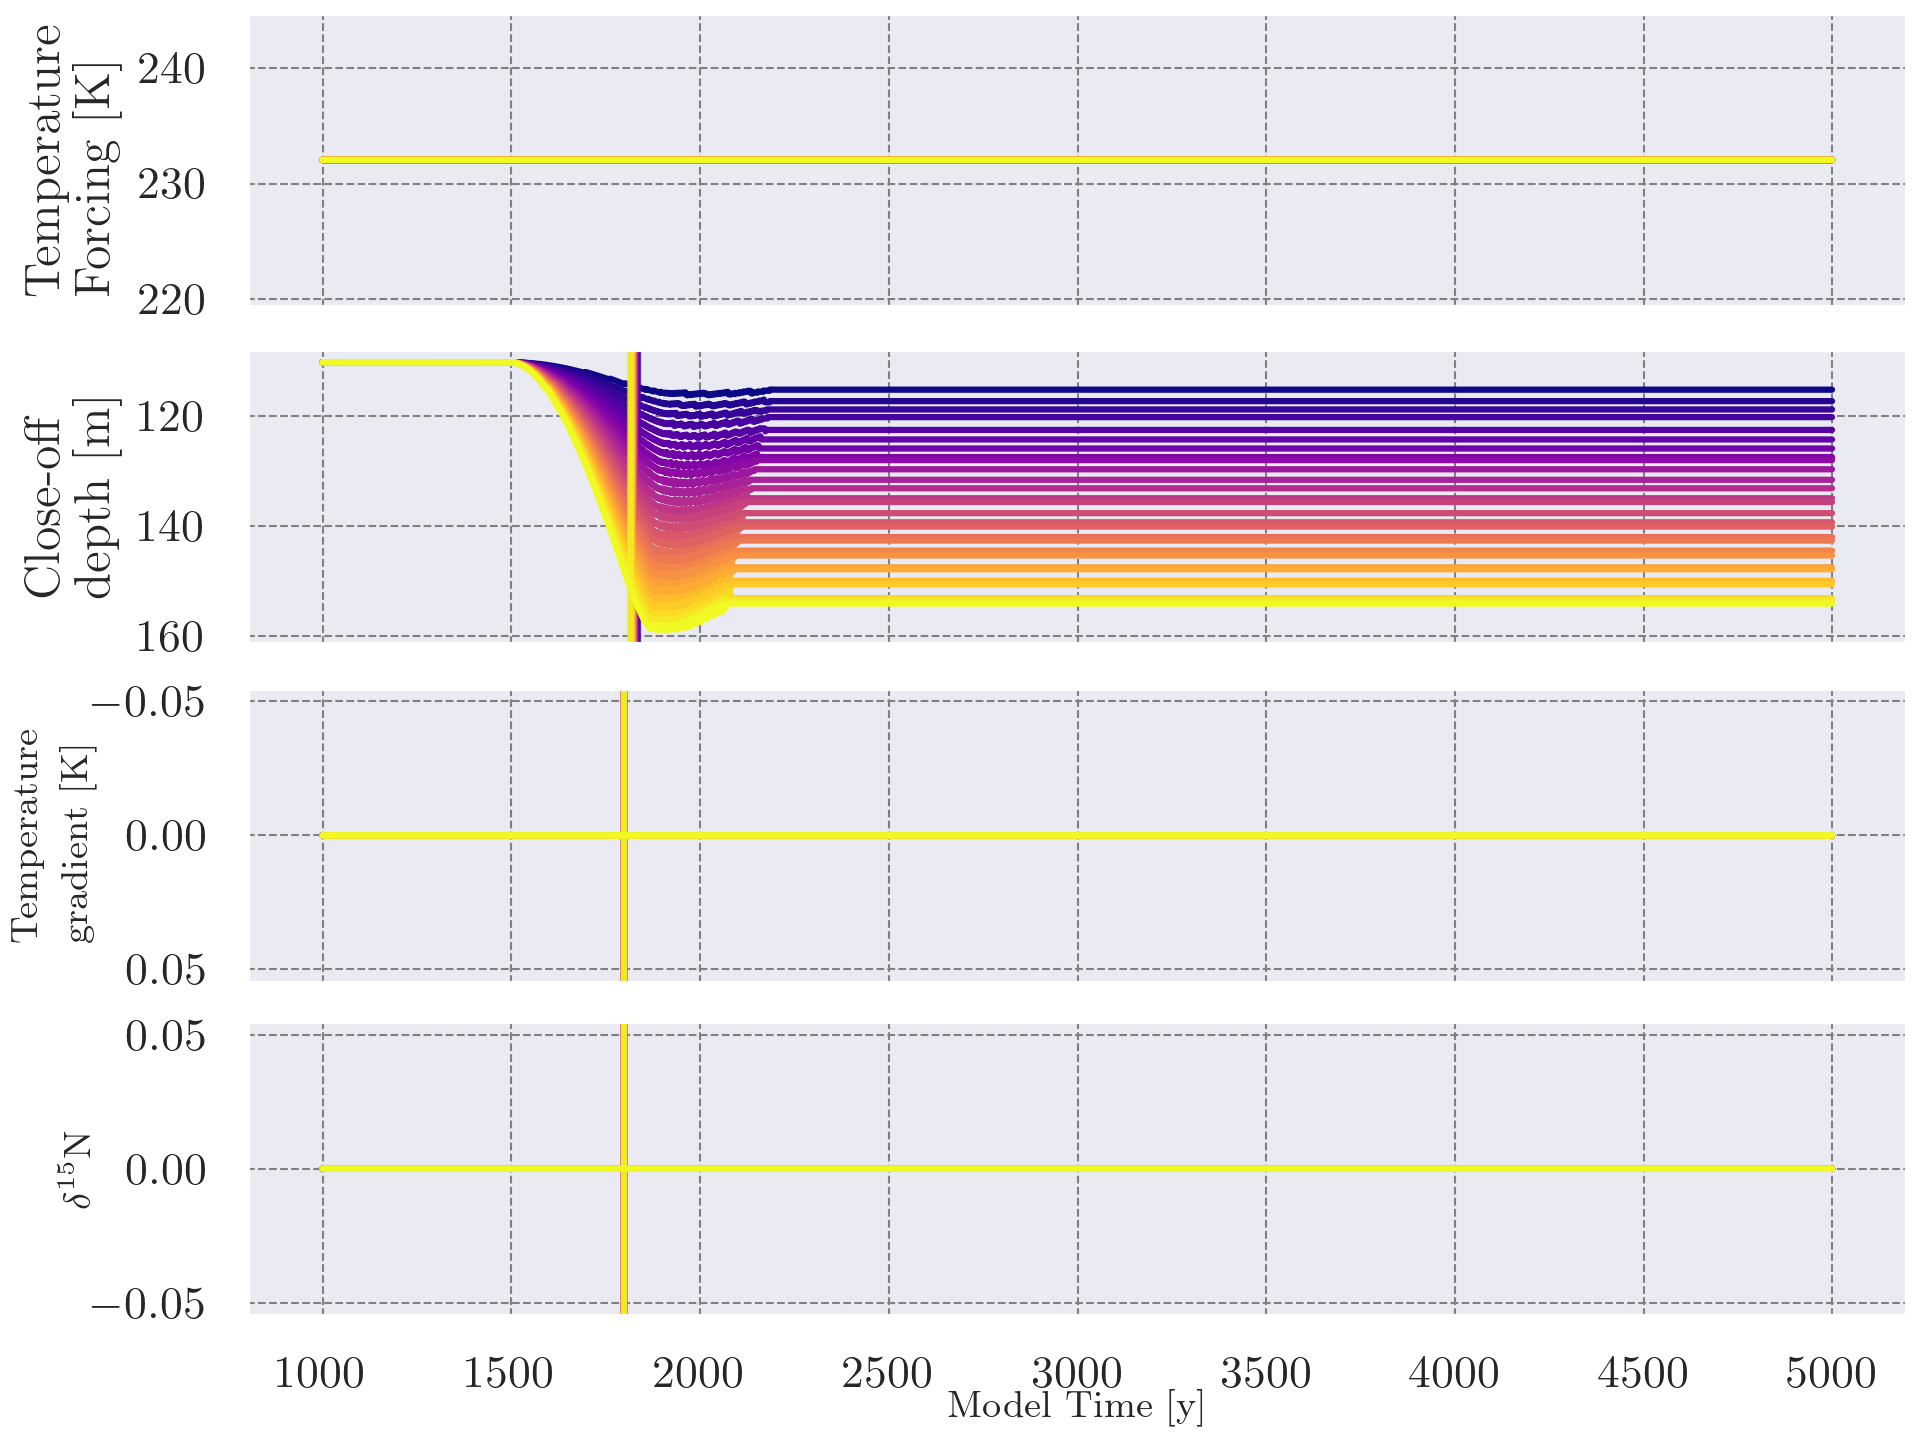 Temperature
Forcing [K]
240
230
220
Close-off
depth [m]
120
140
160
Temperature
gradient [K]
−0.05
0.00
0.05
δ¹⁵N
0.05
0.00
−0.05
1000 1500 2000 2500 3000 3500 4000 4500 5000
Model Time [y]